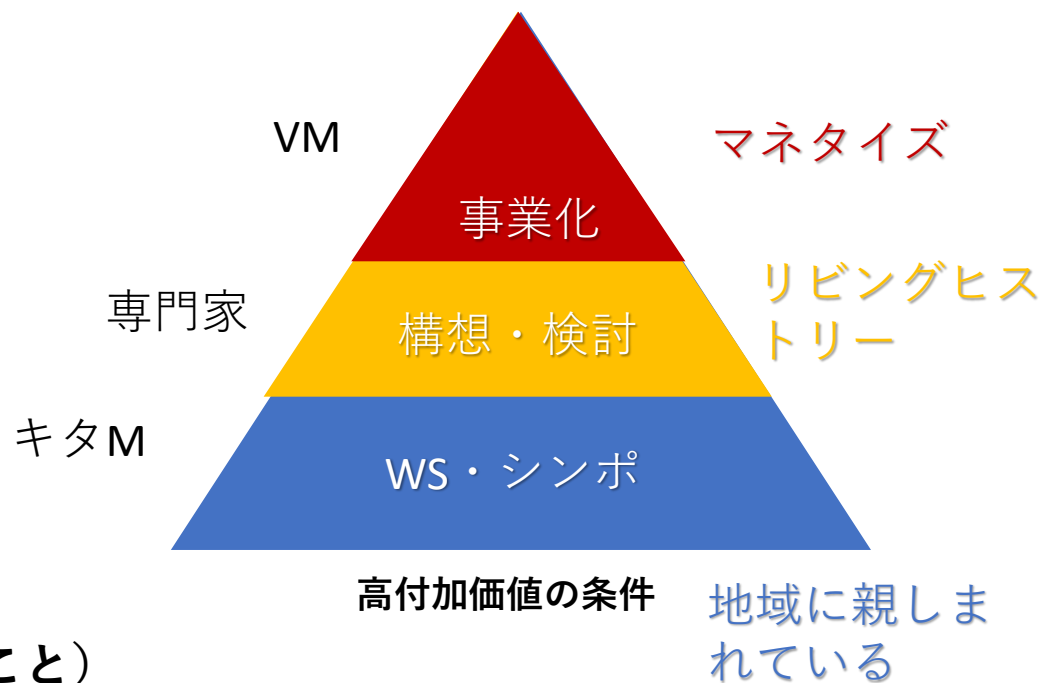 VM
マネタイズ
事業化
リビングヒス
トリー
専門家
構想・検討
キタM
WS・シンポ
高付加価値の条件
地域に親しま
れている
こと）